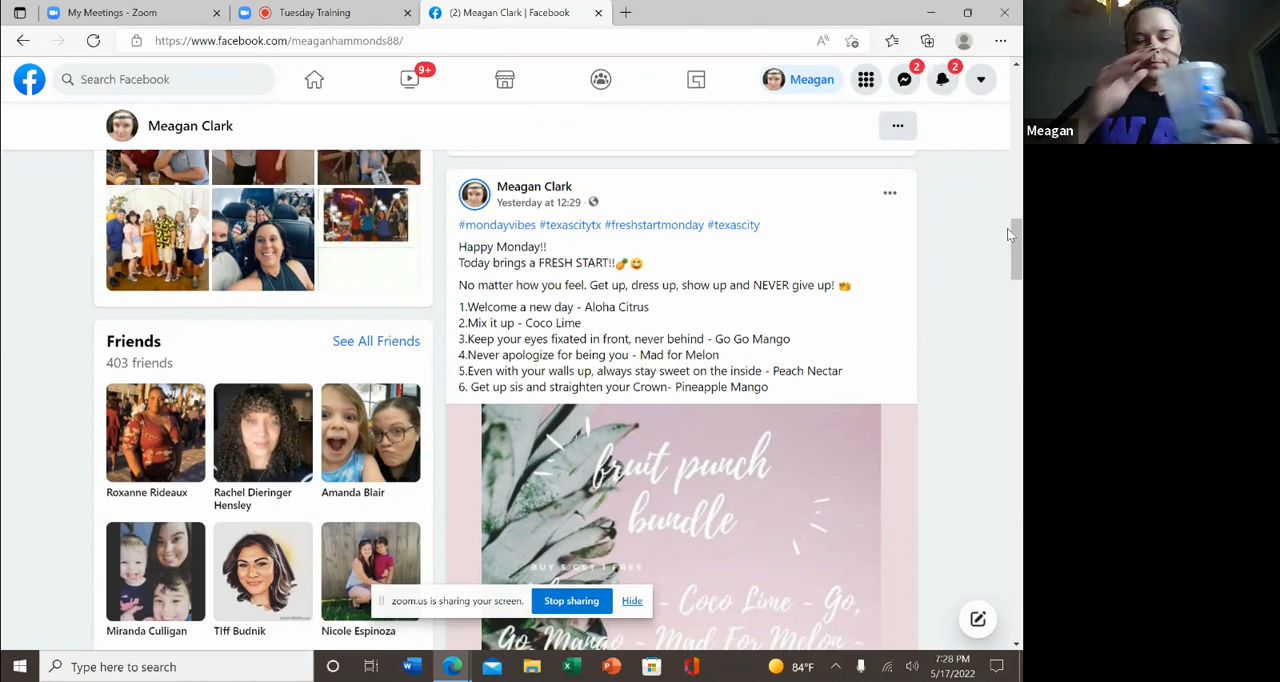 My Meetings - Zoom
Tuesday Training
(2) Meagan Clark | Facebook
https://www.facebook.com/meaganhammonds88/
Search Facebook
9+
Meagan
2
2
Meagan Clark
Meagan
Meagan Clark
Yesterday at 12:29
#mondayvibes #texascitytx #freshstartmonday #texascity
Happy Monday!!
Today brings a FRESH START!!
No matter how you feel. Get up, dress up, show up and NEVER give up!
1.Welcome a new day - Aloha Citrus
2.Mix it up - Coco Lime
3.Keep your eyes fixated in front, never behind - Go Go Mango
4.Never apologize for being you - Mad for Melon
5.Even with your walls up, always stay sweet on the inside - Peach Nectar
6. Get up sis and straighten your Crown- Pineapple Mango
Friends
See All Friends
403 friends
Roxanne Rideaux
Rachel Dieringer Hensley
Amanda Blair
Miranda Culligan
Tiff Budnik
Nicole Espinoza
fruit punch
bundle
BUY 5 GET 1 FREE
- Coco Lime - Go,
Go Mango - Mad For Melon -
zoom.us is sharing your screen.
Stop sharing
Hide
Type here to search
84°F
7:28 PM
5/17/2022